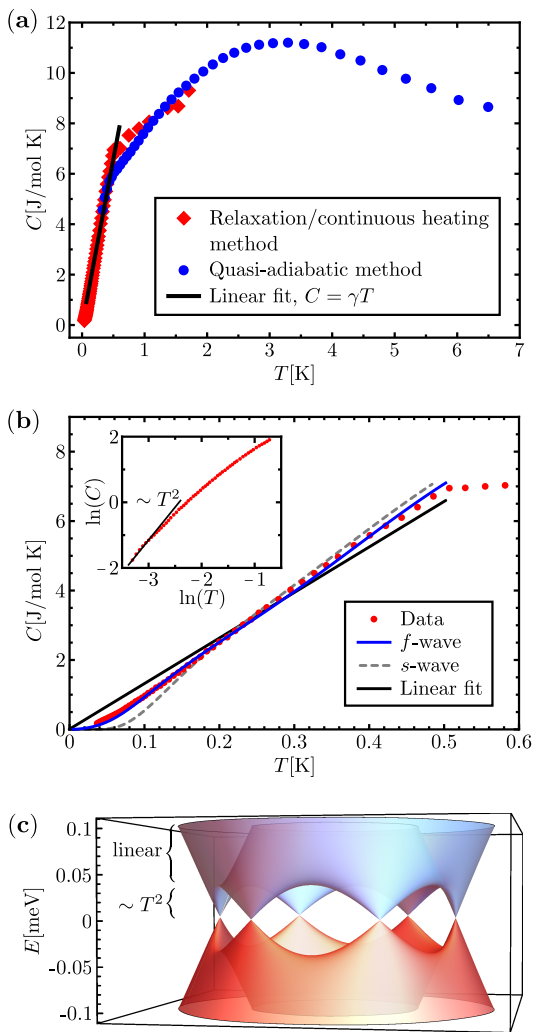 (a)
12
10
8
6
4
2
0
C[J/mol K]
Relaxation/continuous heating
method
Quasi-adiabatic method
Linear fit, C = γT
0 1 2 3 4 5 6 7
T[K]
(b)
8
6
4
2
0
C[J/mol K]
2
0
−2
ln(C)
∼ T²
−3 −2 −1
ln(T)
Data
f-wave
s-wave
Linear fit
0 0.1 0.2 0.3 0.4 0.5 0.6
T[K]
(c)
0.1
0.05
0
−0.05
−0.1
E[meV]
linear
∼ T²